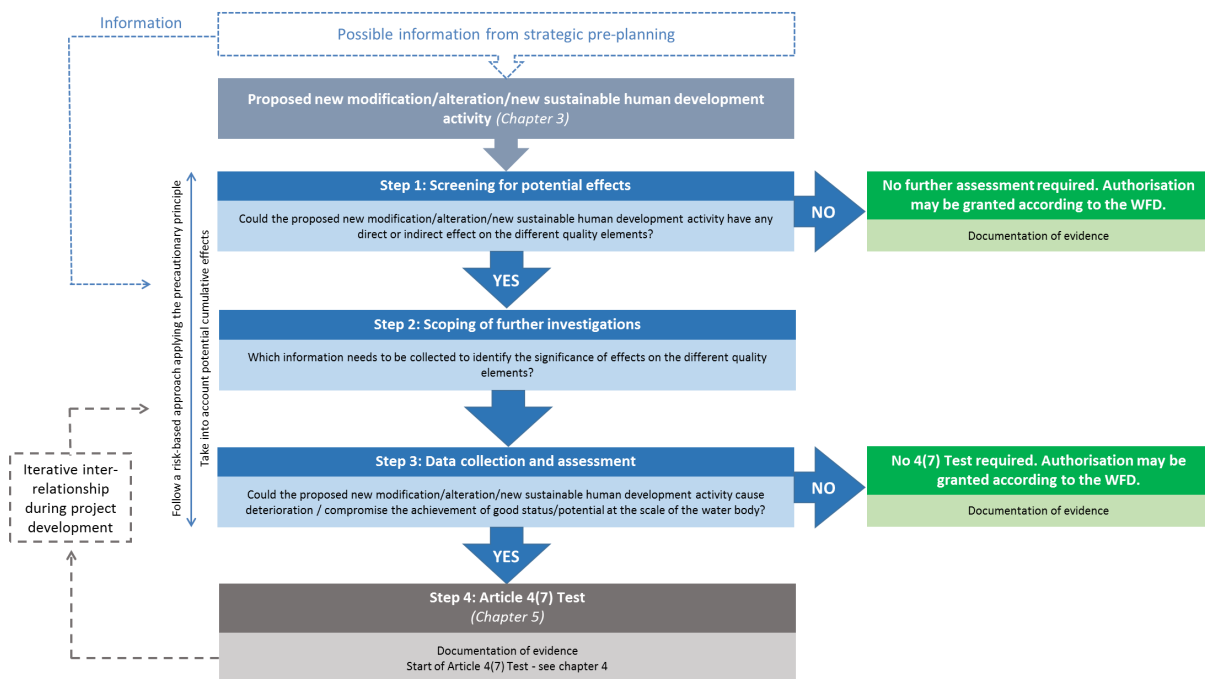 Information
Possible information from strategic pre-planning
Proposed new modification/alteration/new sustainable human development
activity (Chapter 3)
Step 1: Screening for potential effects
Could the proposed new modification/alteration/new sustainable human development activity have any
direct or indirect effect on the different quality elements?
NO
No further assessment required. Authorisation
may be granted according to the WFD.
Documentation of evidence
YES
Follow a risk-based approach applying the precautionary principle
Take into account potential cumulative effects
Step 2: Scoping of further investigations
Which information needs to be collected to identify the significance of effects on the different quality
elements?
Step 3: Data collection and assessment
Could the proposed new modification/alteration/new sustainable human development activity cause
deterioration / compromise the achievement of good status/potential at the scale of the water body?
NO
No 4(7) Test required. Authorisation may be
granted according to the WFD.
Documentation of evidence
YES
Iterative inter-
relationship
during project
development
Step 4: Article 4(7) Test
(Chapter 5)
Documentation of evidence
Start of Article 4(7) Test - see chapter 4